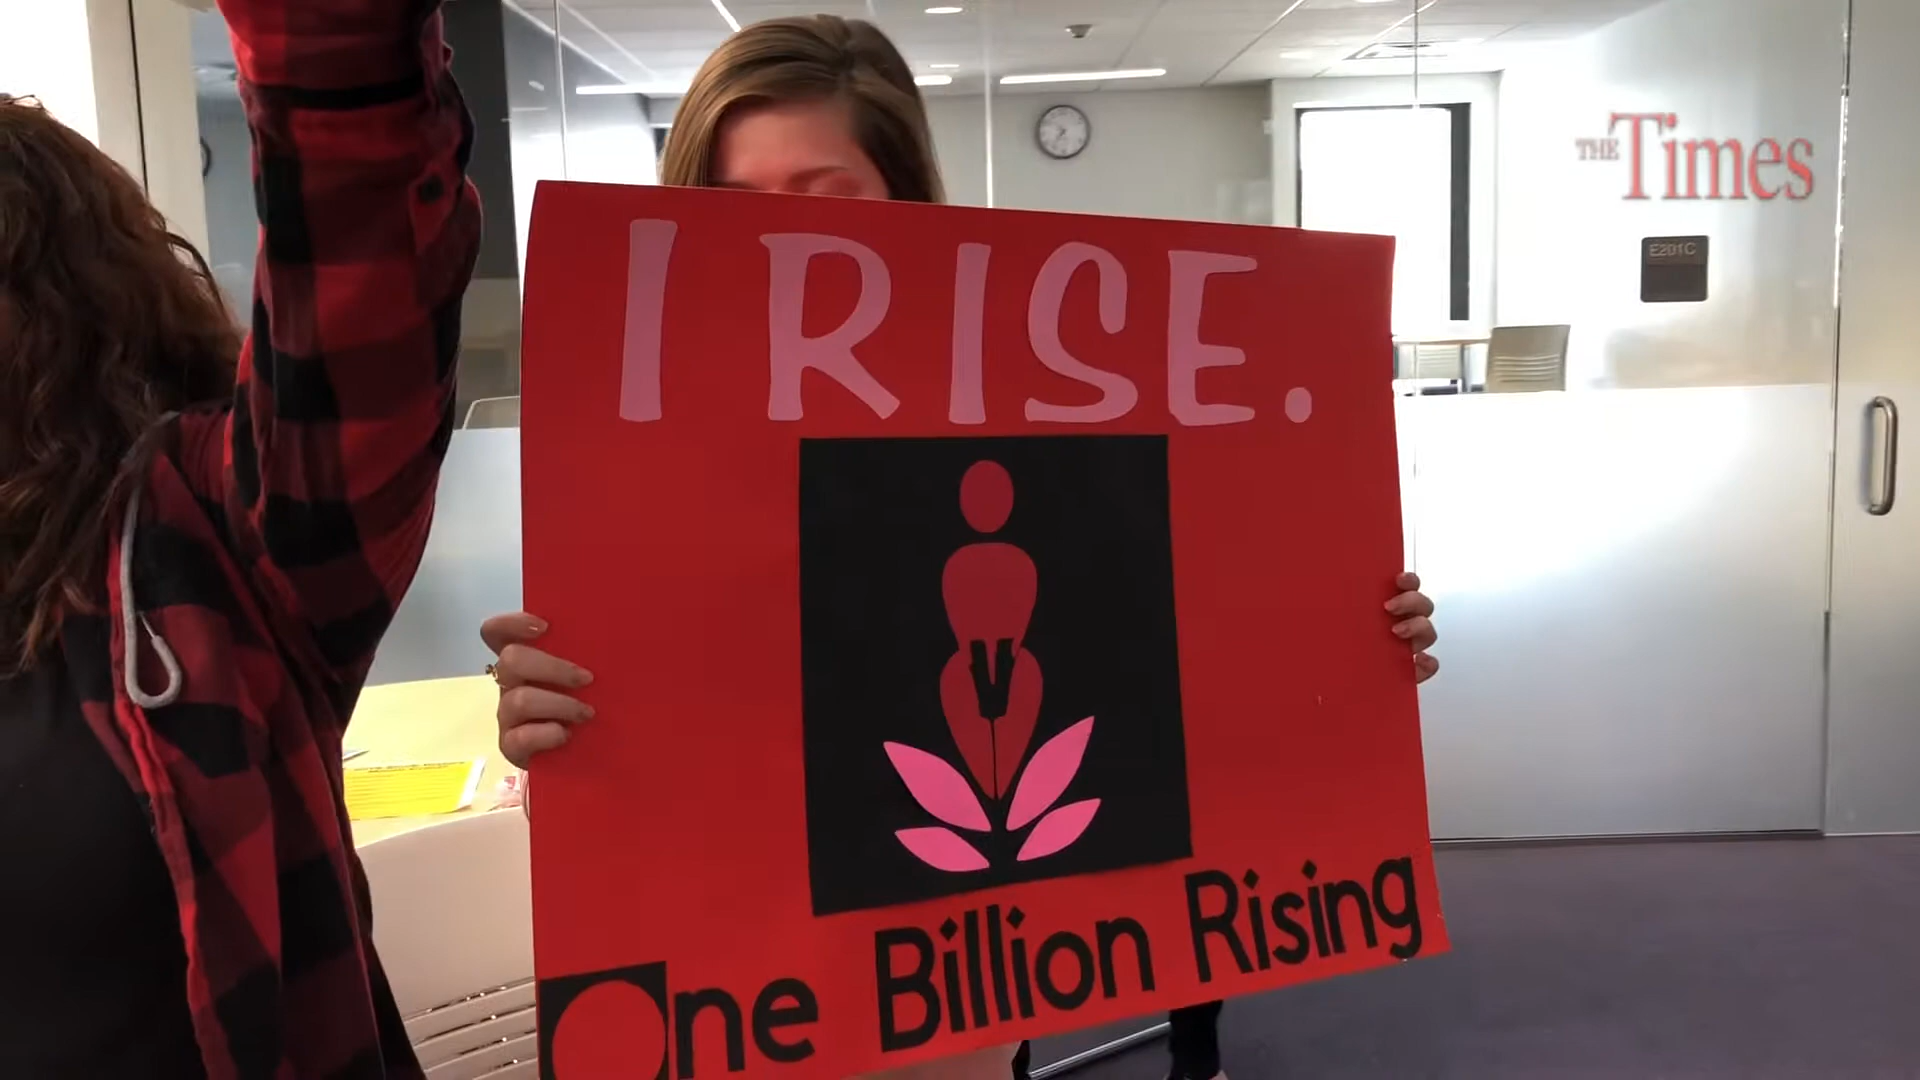 THE Times
E201C
I RISE.
V
One Billion Rising